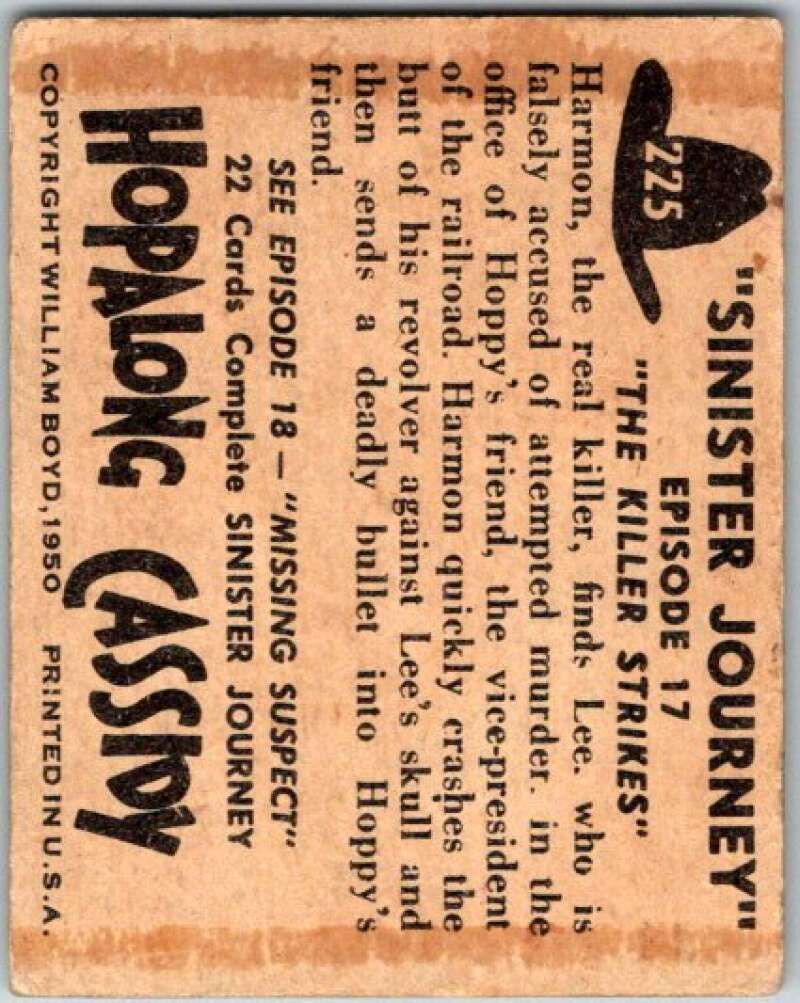 225
"SINISTER JOURNEY"
EPISODE 17
"THE KILLER STRIKES"
Harmon, the real killer, finds Lee. who is
falsely accused of attempted murder. in the
office of Hoppy's friend, the vice-president
of the railroad. Harmon quickly crashes the
butt of his revolver against Lee's skull and
then sends a deadly bullet into Hoppy's
friend.
SEE EPISODE 18 — "MISSING SUSPECT"
22 Cards Complete SINISTER JOURNEY
HOPALONG CASSIDY
COPYRIGHT WILLIAM BOYD, 1950 PRINTED IN U.S.A.